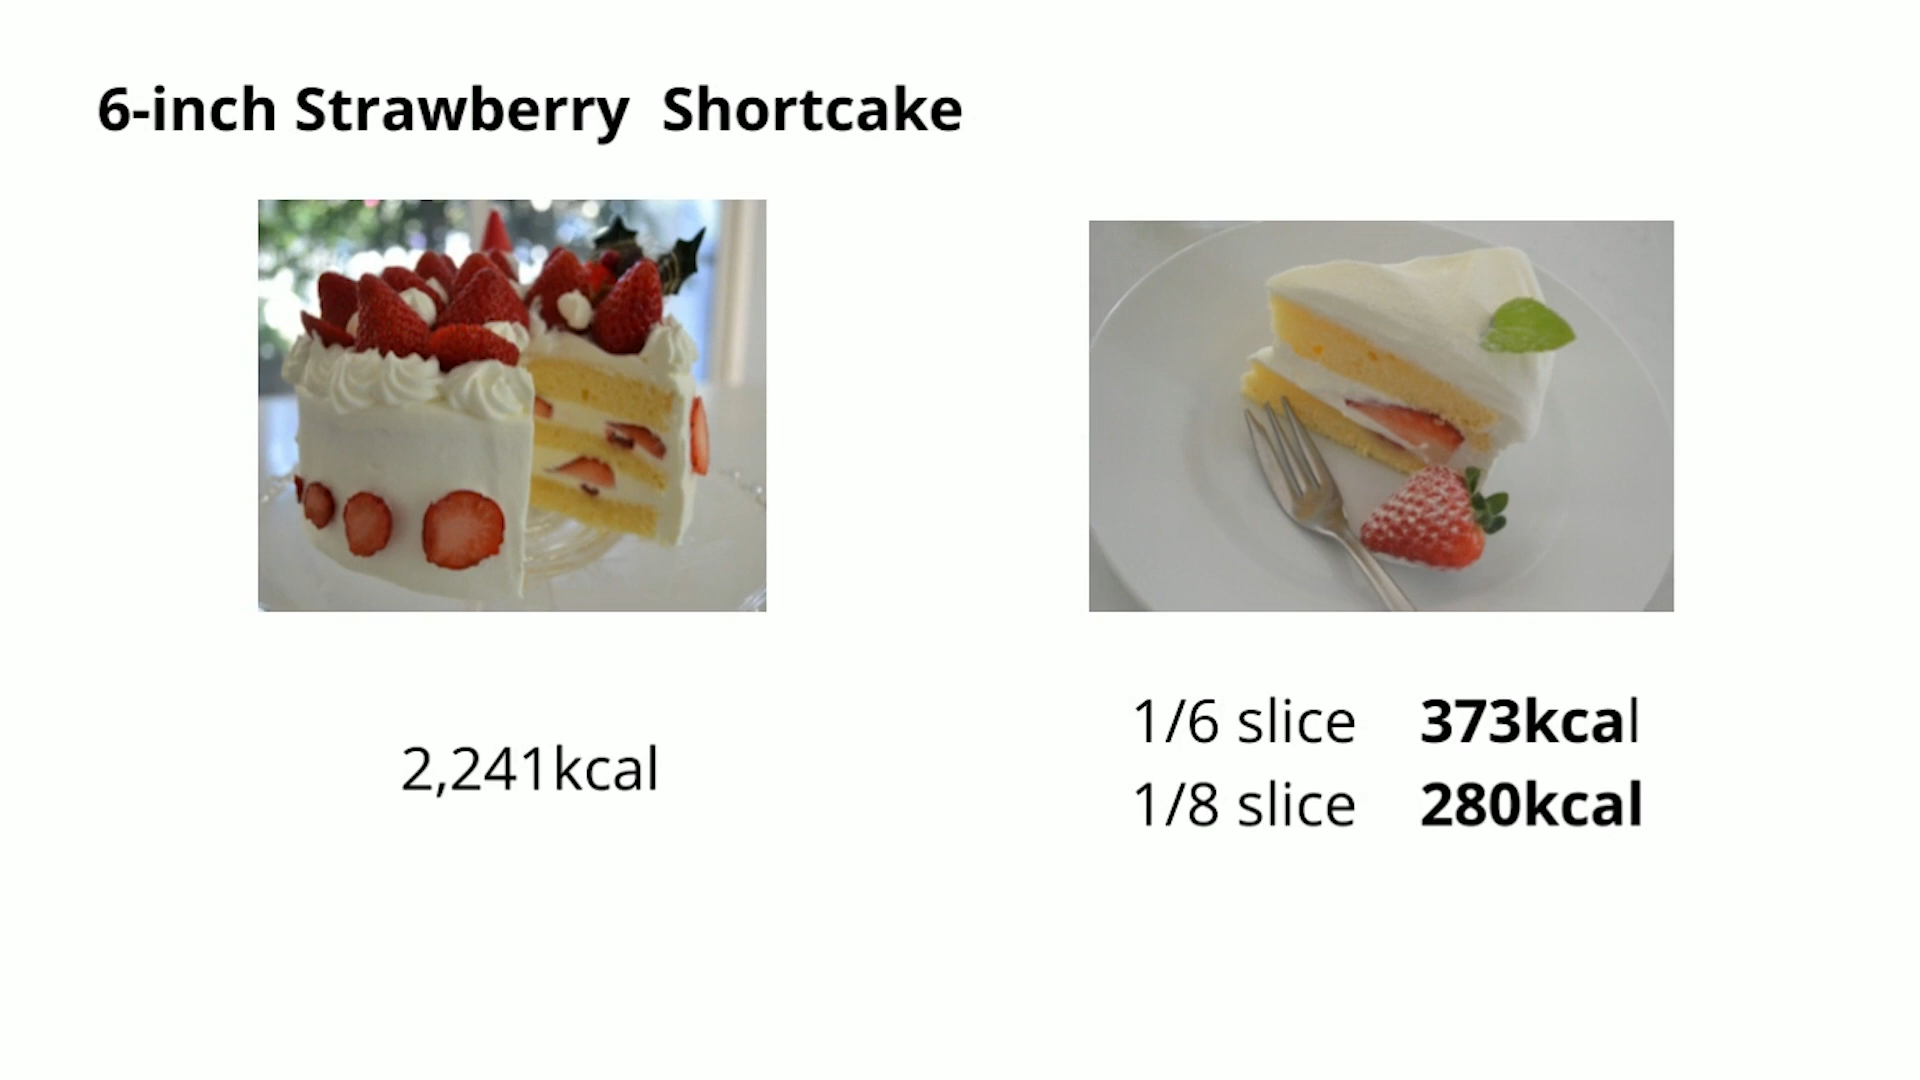 6-inch Strawberry  Shortcake
2,241kcal
1/6 slice 373kcal
1/8 slice 280kcal